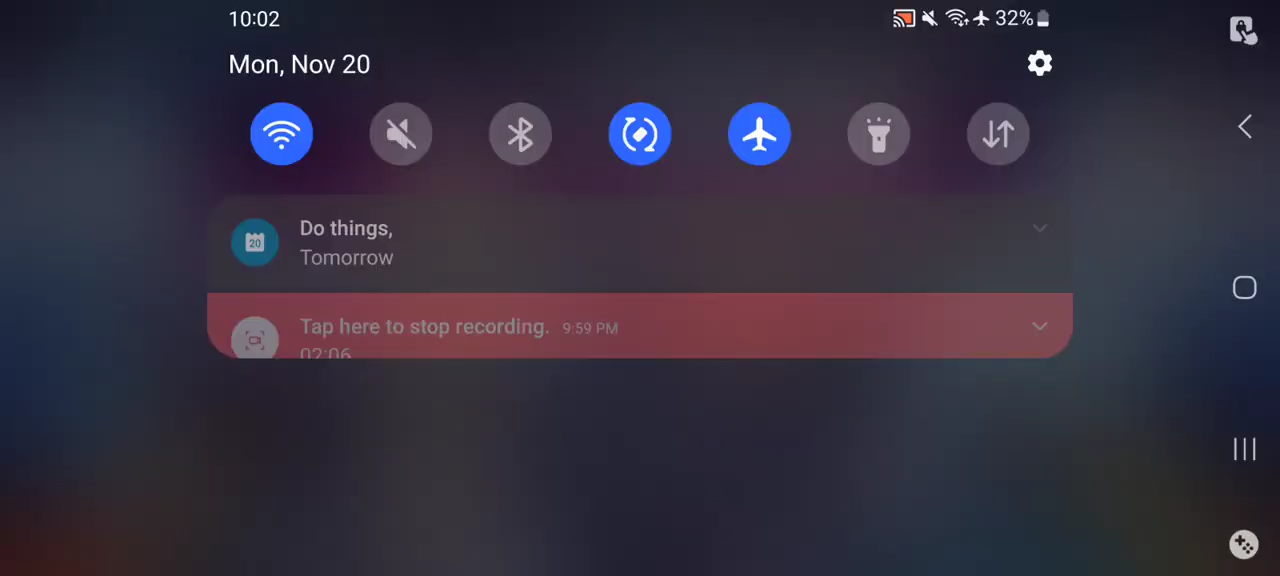 10:02
32%
Mon, Nov 20
20
Do things,
Tomorrow
Tap here to stop recording. 9:59 PM
02:06